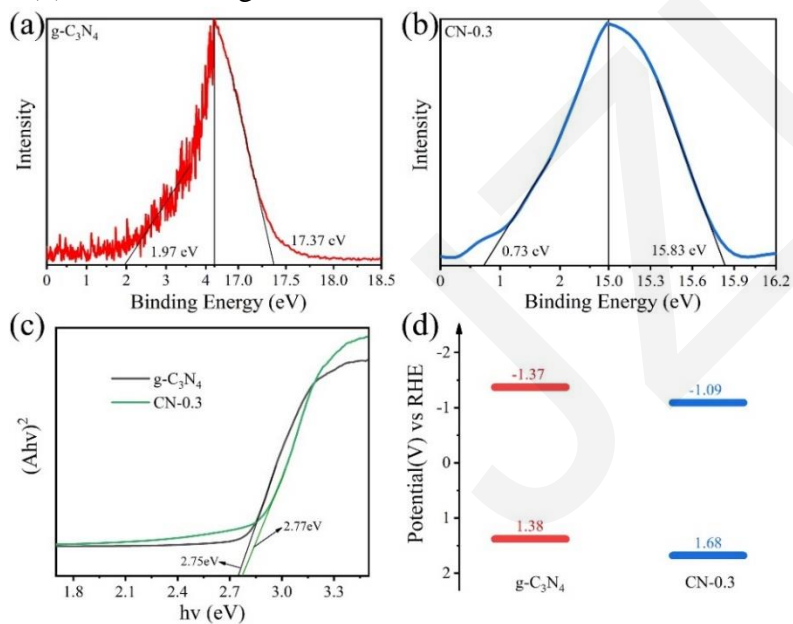 (a)
g-C₃N₄
Intensity
1.97 eV
17.37 eV
0 1 2 3 4 17.0 17.5 18.0 18.5
Binding Energy (eV)
(b)
CN-0.3
Intensity
0.73 eV
15.83 eV
0 1 2 15.0 15.3 15.6 15.9 16.2
Binding Energy (eV)
(c)
g-C₃N₄
CN-0.3
(Ahv)²
2.77eV
2.75eV
1.8 2.1 2.4 2.7 3.0 3.3
hv (eV)
(d)
Potential(V) vs RHE
-2
-1
0
1
2
-1.37
-1.09
1.38
1.68
g-C₃N₄
CN-0.3